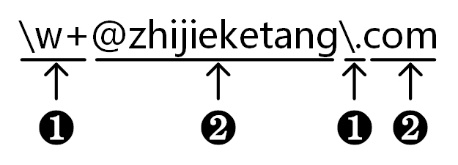 \w+@zhijieketang\.com
❶ ❷ ❶ ❷